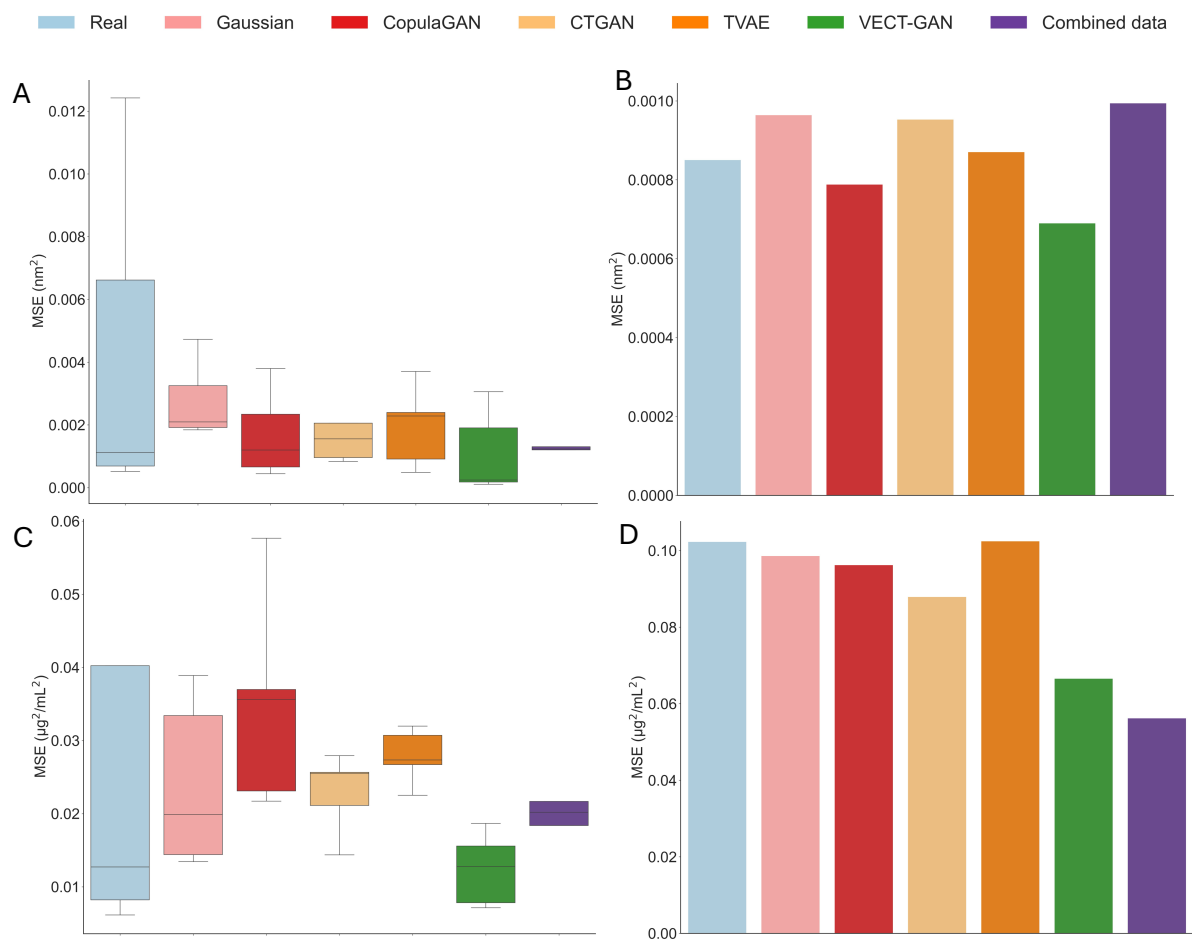 Real Gaussian CopulaGAN CTGAN TVAE VECT-GAN Combined data
A
0.012
0.010
0.008
0.006
0.004
0.002
0.000
MSE (nm²)
B
0.0010
0.0008
0.0006
0.0004
0.0002
0.0000
MSE (nm²)
C
0.06
0.05
0.04
0.03
0.02
0.01
MSE (µg²/mL²)
D
0.10
0.08
0.06
0.04
0.02
0.00
MSE (µg²/mL²)